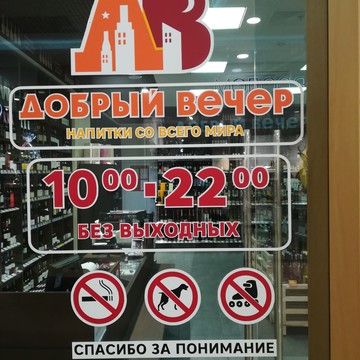 ДВ
ДОБРЫЙ ВЕЧЕР
НАПИТКИ СО ВСЕГО МИРА
10⁰⁰-22⁰⁰
БЕЗ ВЫХОДНЫХ
СПАСИБО ЗА ПОНИМАНИЕ